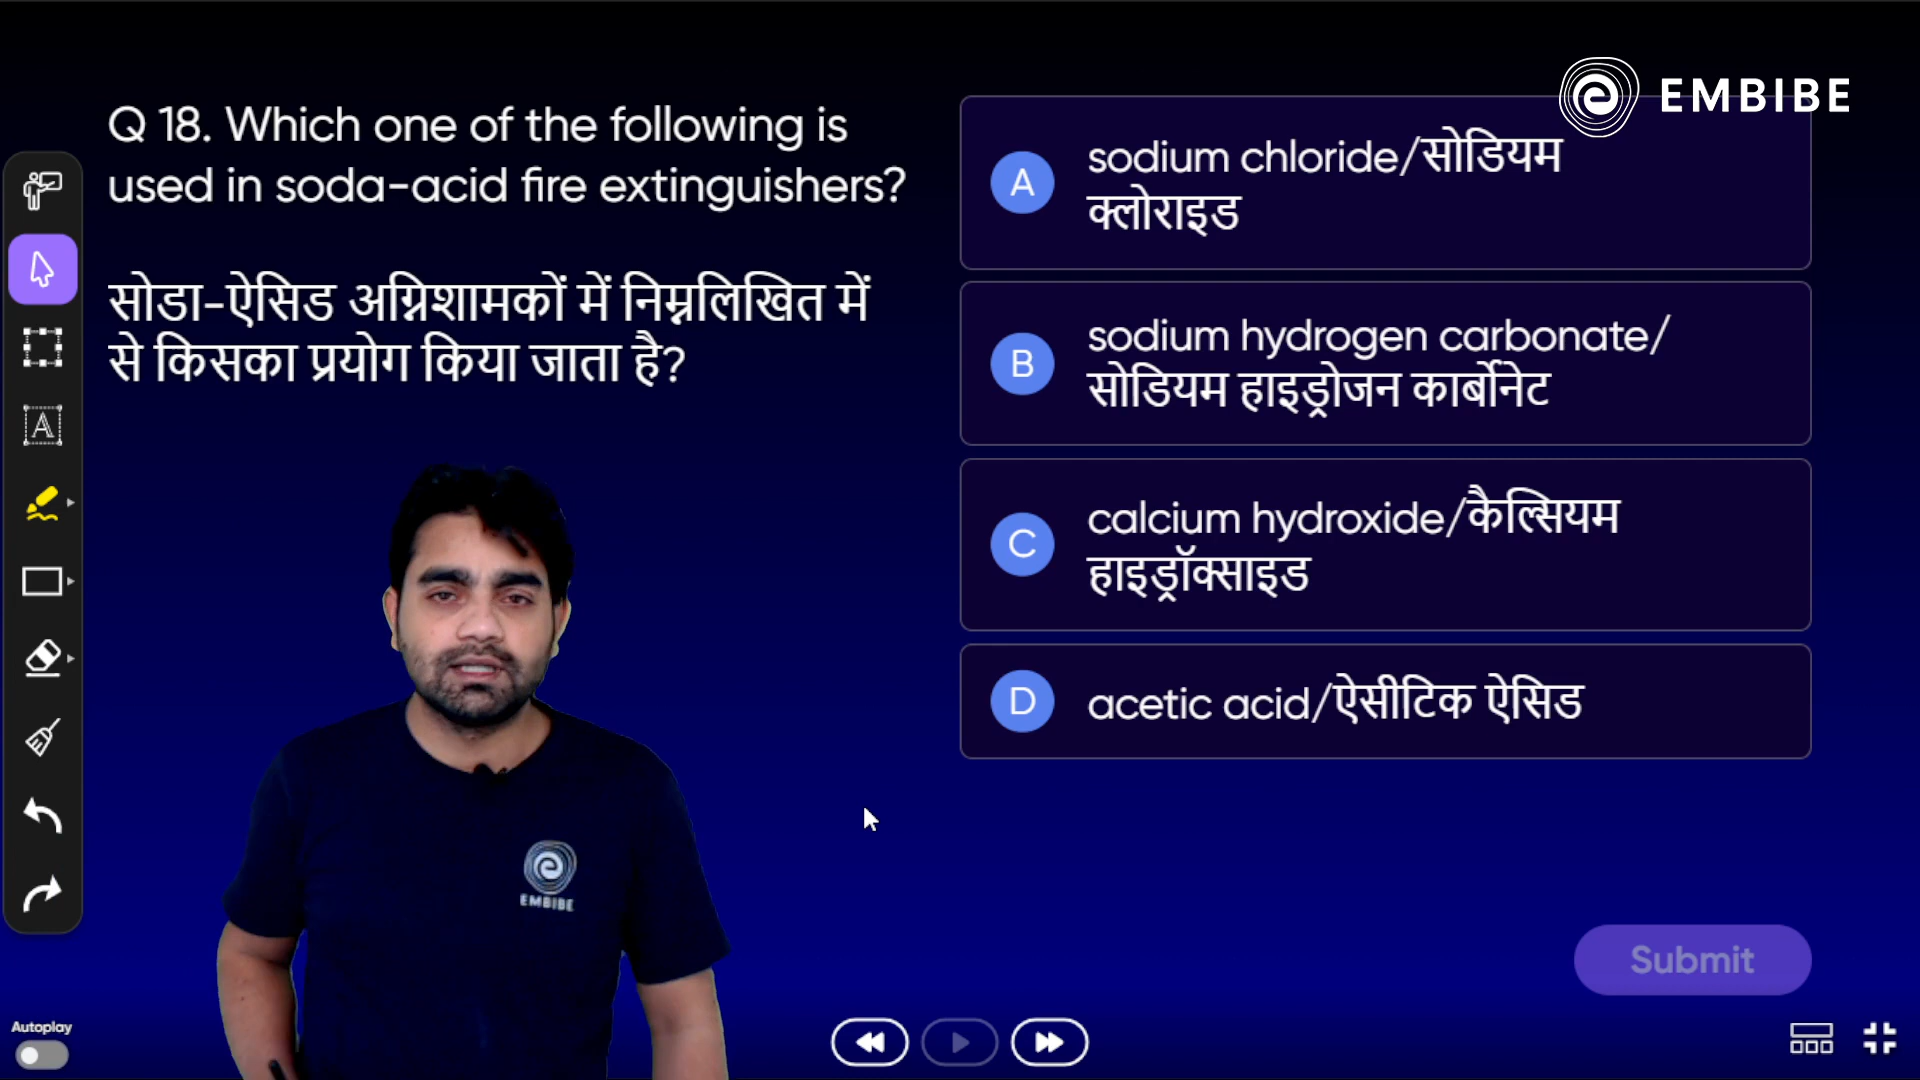 EMBIBE
Q 18. Which one of the following is
used in soda-acid fire extinguishers?
सोडा-ऐसिड अग्निशामकों में निम्नलिखित में
से किसका प्रयोग किया जाता है?
A
sodium chloride/सोडियम
क्लोराइड
B
sodium hydrogen carbonate/
सोडियम हाइड्रोजन कार्बोनेट
C
calcium hydroxide/कैल्सियम
हाइड्रॉक्साइड
D
acetic acid/ऐसीटिक ऐसिड
A
EMBIBE
Submit
Autoplay